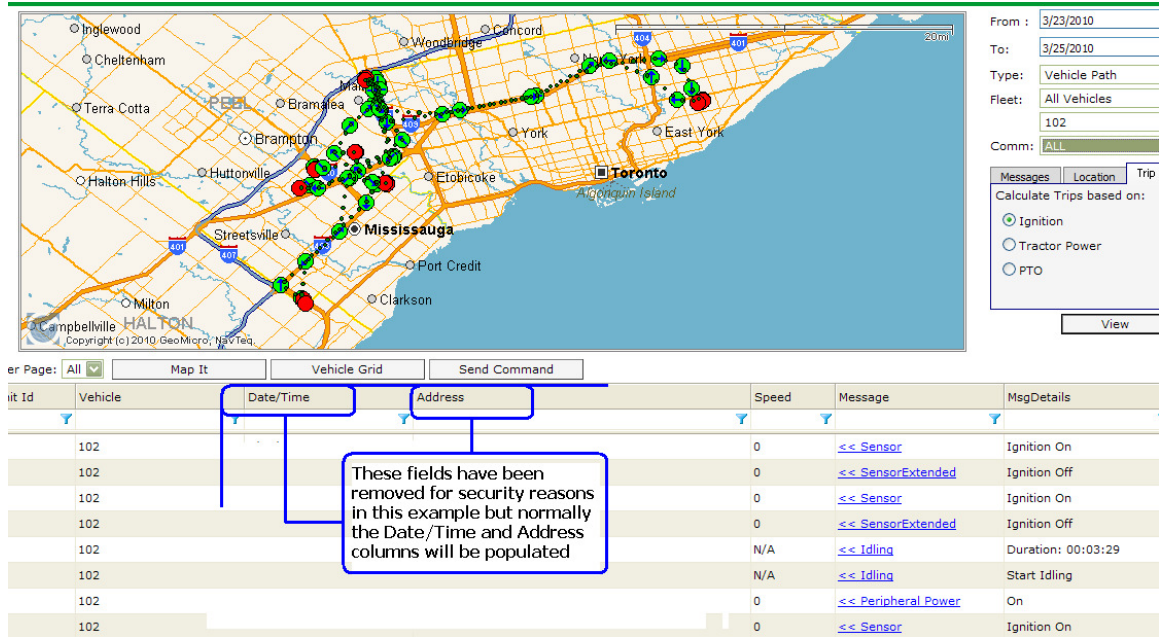 Inglewood
Concord
From : 3/23/2010
Woodbridge
404
401
20mi
Cheltenham
To: 3/25/2010
Type: Vehicle Path
Terra Cotta
PEEL
Bramalea
Fleet: All Vehicles
409
102
York
East York
Brampton
Comm: ALL
Huttonville
Toronto
Halton Hills
Etobicoke
Messages Location Trip
Algonquin Island
Calculate Trips based on:
Ignition
Streetsville
Mississauga
401
407
Tractor Power
Port Credit
PTO
Milton
Clarkson
Campbellville HALTON
View
Copyright (c) 2010 GeoMicro, NavTeq.
er Page: All Map It Vehicle Grid Send Command
it Id Vehicle Date/Time Address Speed Message MsgDetails
102 0 << Sensor Ignition On
These fields have been
removed for security reasons
in this example but normally
the Date/Time and Address
columns will be populated
102 0 << SensorExtended Ignition Off
102 0 << Sensor Ignition On
102 0 << SensorExtended Ignition Off
102 N/A << Idling Duration: 00:03:29
102 N/A << Idling Start Idling
102 0 << Peripheral Power On
102 0 << Sensor Ignition On